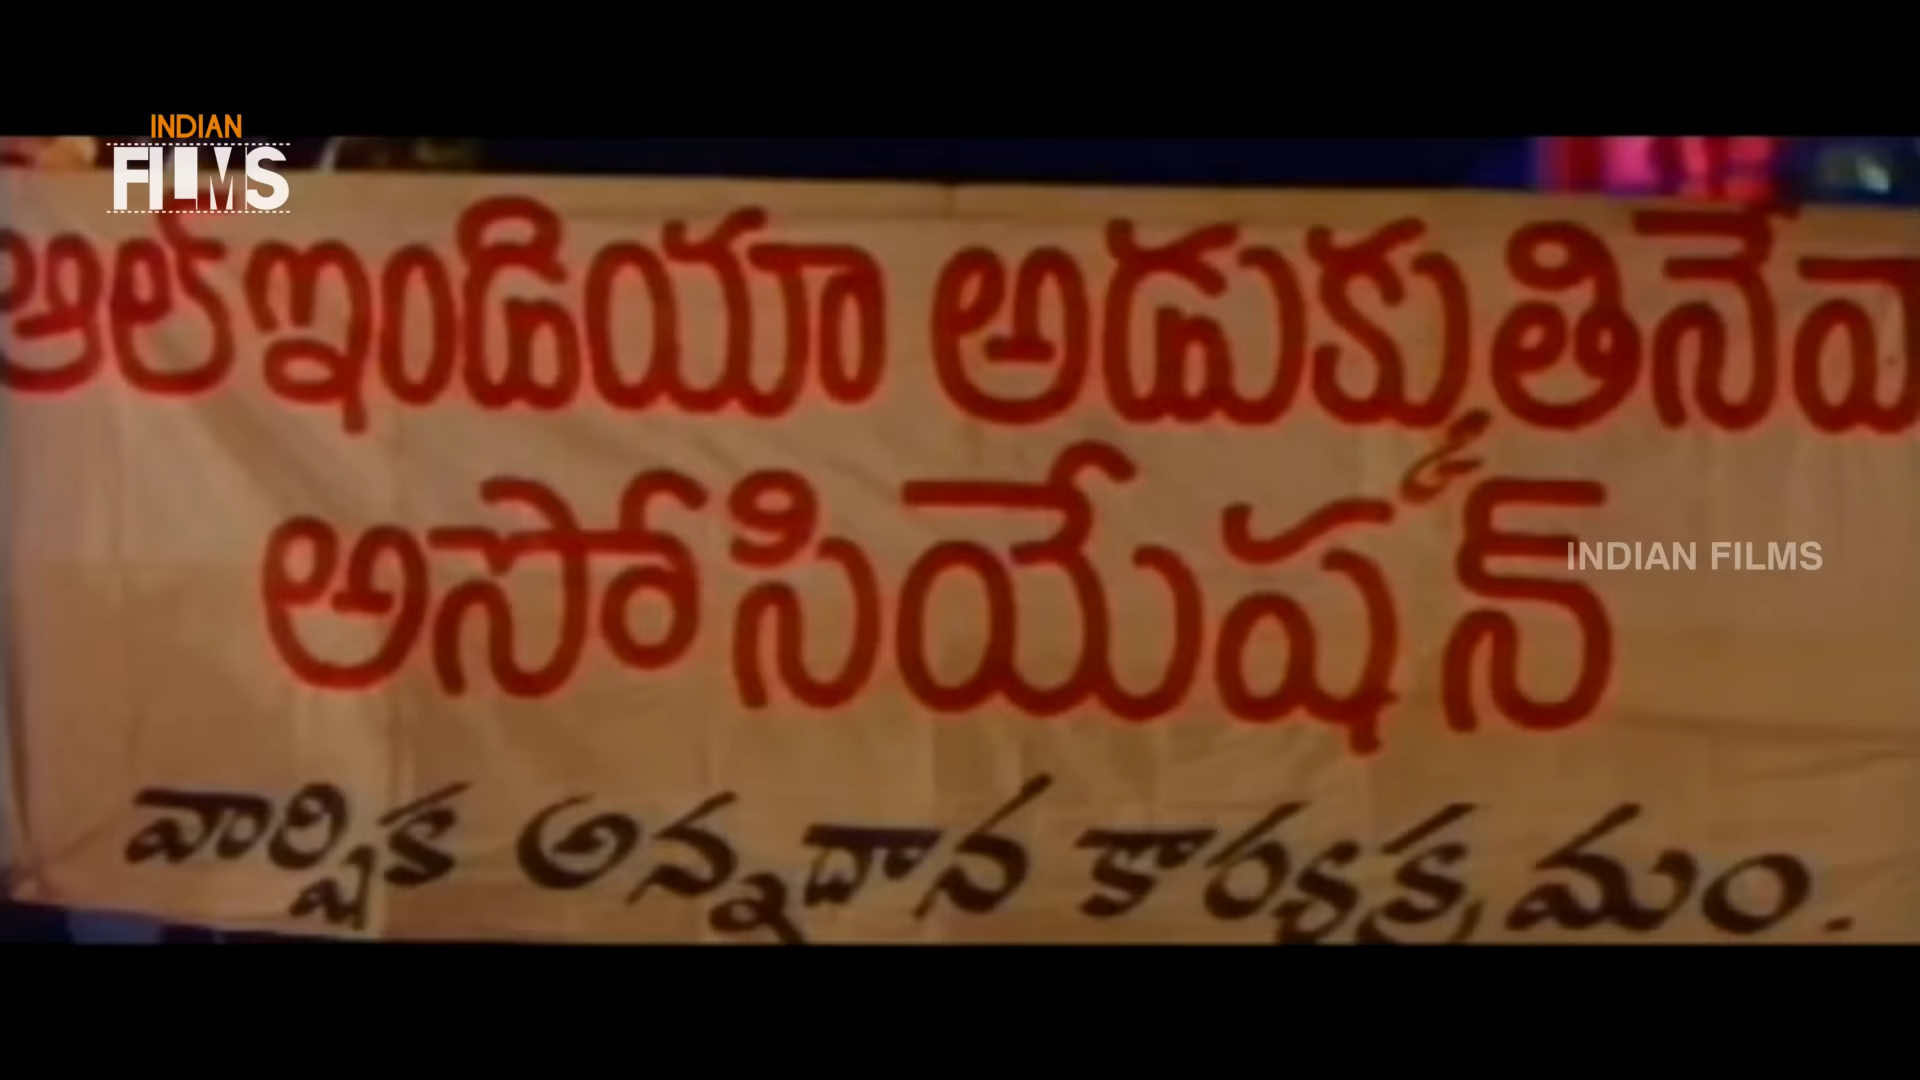 INDIAN
FILMS
ఆల్ ఇండియా అడుక్కుతినేవా
అసోసియేషన్
INDIAN FILMS
వార్షిక అన్నదాన కార్యక్రమం.